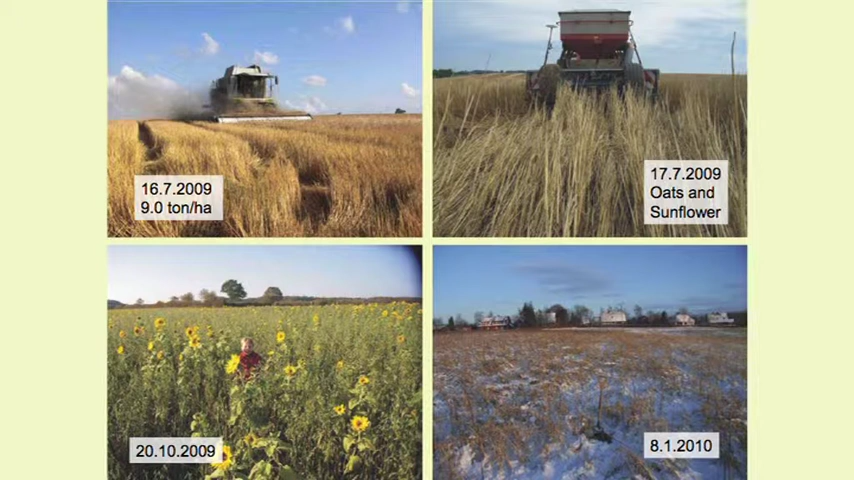 16.7.2009
9.0 ton/ha
17.7.2009
Oats and
Sunflower
20.10.2009
8.1.2010